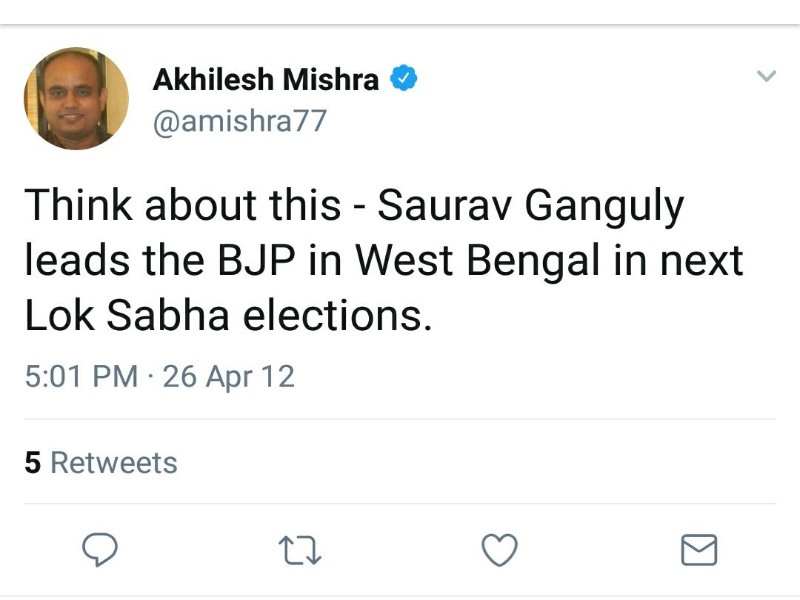 Akhilesh Mishra
@amishra77
Think about this - Saurav Ganguly
leads the BJP in West Bengal in next
Lok Sabha elections.
5:01 PM · 26 Apr 12
5 Retweets